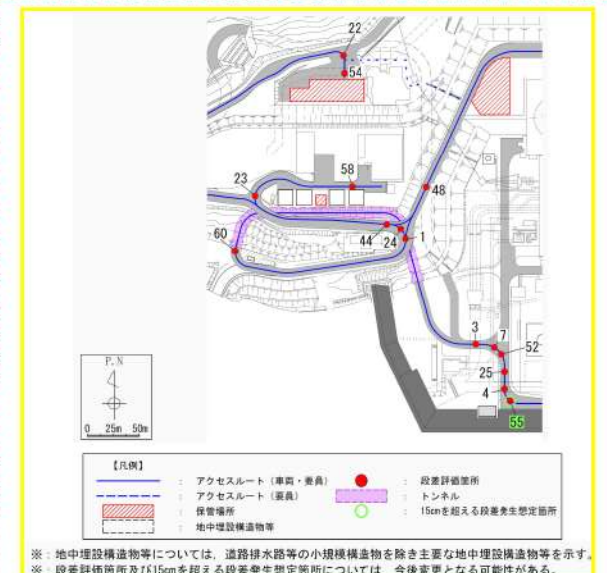 22
54
58
23
48
44
24
1
60
3
7
52
25
4
55
P.N
0 25m 50m
【凡例】
： アクセスルート（車両・要員）
： 段差評価箇所
： アクセスルート（要員）
： トンネル
： 保管場所
： 15cmを超える段差発生想定箇所
： 地中埋設構造物等
※：地中埋設構造物等については，道路排水路等の小規模構造物を除き主要な地中埋設構造物等を示す。
※：段差評価箇所及び15cmを超える段差発生想定箇所については，今後変更となる可能性がある。